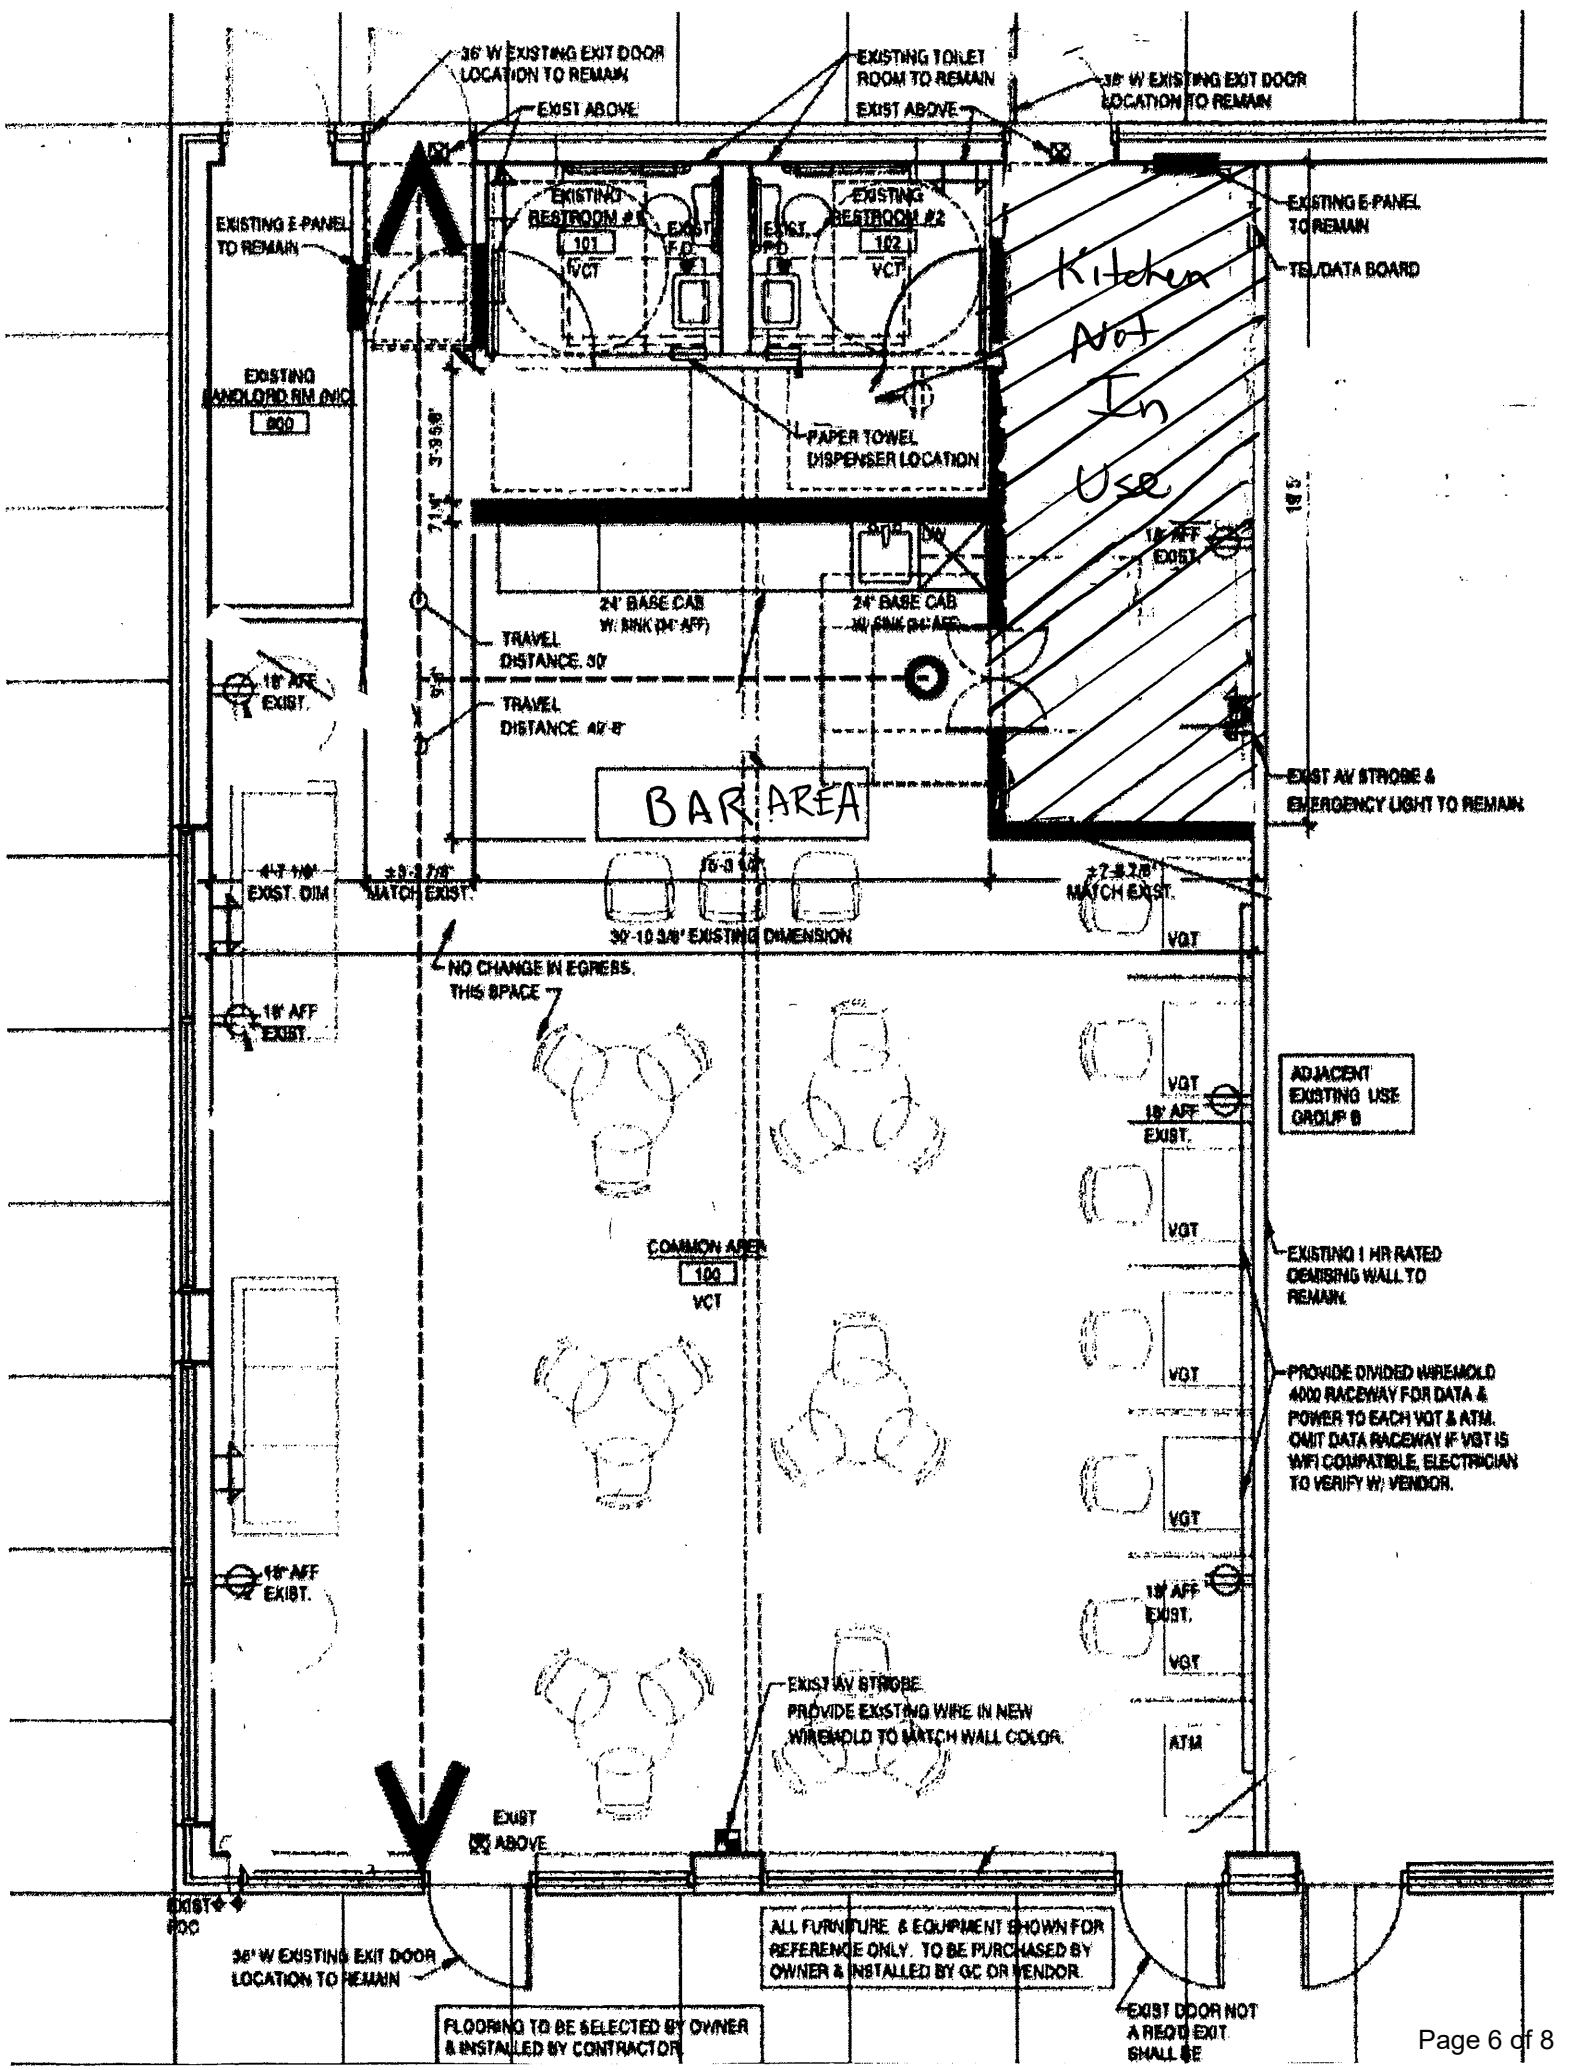 36" W EXISTING EXIT DOOR
LOCATION TO REMAIN
EXIST ABOVE
EXISTING TOILET
ROOM TO REMAIN
EXIST ABOVE
36" W EXISTING EXIT DOOR
LOCATION TO REMAIN
EXISTING E-PANEL
TO REMAIN
EXISTING
RESTROOM #1
101
VCT
EXIST.
F.D.
EXIST.
F.D.
EXISTING
RESTROOM #2
102
VCT
EXISTING E-PANEL
TO REMAIN
TEL/DATA BOARD
Kitchen
Not
In
Use
EXISTING
LANDLORD RM (NIC)
800
PAPER TOWEL
DISPENSER LOCATION
18" AFF
EXIST.
24" BASE CAB
W. SINK (34" AFF)
DW
24" BASE CAB
W/ SINK (34" AFF)
TRAVEL
DISTANCE. 30'
TRAVEL
DISTANCE.
18" AFF
EXIST.
EXIST AV STROBE &
EMERGENCY LIGHT TO REMAIN
BAR AREA
EXIST. DIM
MATCH EXIST.
MATCH EXIST.
30'-10 3/8" EXISTING DIMENSION
VGT
NO CHANGE IN EGRESS.
THIS SPACE
18" AFF
EXIST.
VGT
18" AFF
EXIST.
ADJACENT
EXISTING USE
GROUP B
VGT
COMMON AREA
100
VCT
EXISTING 1 HR RATED
DEMISING WALL TO
REMAIN.
VGT
PROVIDE DIVIDED WIREMOLD
4000 RACEWAY FOR DATA &
POWER TO EACH VGT & ATM.
OMIT DATA RACEWAY IF VGT IS
WIFI COMPATIBLE, ELECTRICIAN
TO VERIFY W/ VENDOR.
VGT
18" AFF
EXIST.
18" AFF
EXIST.
VGT
EXIST AV STROBE
PROVIDE EXISTING WIRE IN NEW
WIREMOLD TO MATCH WALL COLOR.
ATM
EXIST
ABOVE
EXIST
FDC
36" W EXISTING EXIT DOOR
LOCATION TO REMAIN
ALL FURNITURE & EQUIPMENT SHOWN FOR
REFERENCE ONLY. TO BE PURCHASED BY
OWNER & INSTALLED BY GC OR VENDOR.
FLOORING TO BE SELECTED BY OWNER
& INSTALLED BY CONTRACTOR
EXIST DOOR NOT
A REQ'D EXIT.
SHALL BE
Page 6 of 8